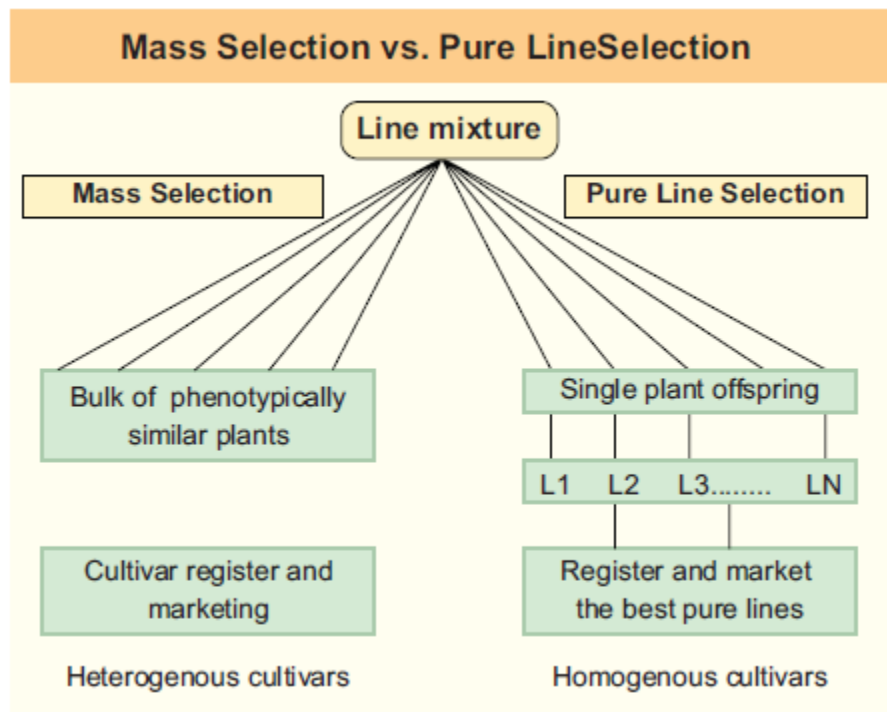 Mass Selection vs. Pure LineSelection
Line mixture
Mass Selection
Pure Line Selection
Bulk of phenotypically
similar plants
Single plant offspring
L1 L2 L3........ LN
Cultivar register and
marketing
Register and market
the best pure lines
Heterogenous cultivars
Homogenous cultivars